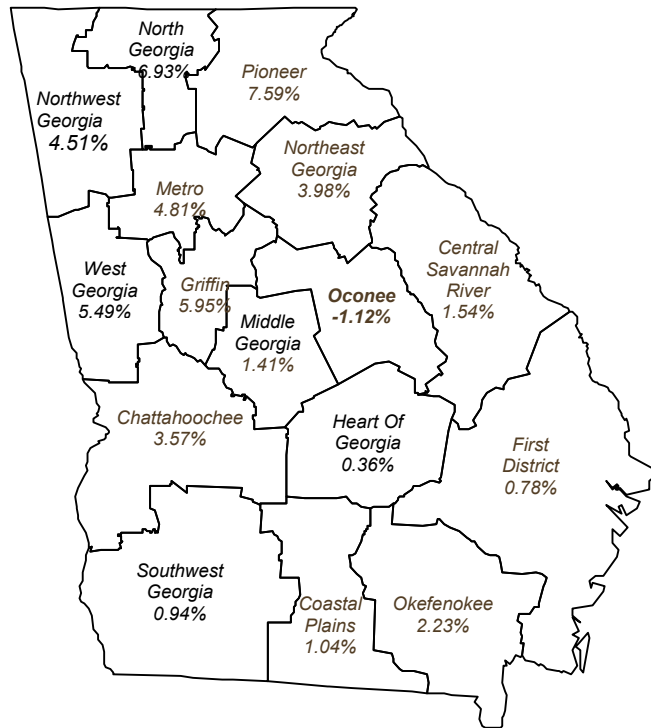 North
Georgia
6.93%
Pioneer
7.59%
Northwest
Georgia
4.51%
Northeast
Georgia
3.98%
Metro
4.81%
Central
Savannah
River
1.54%
West
Georgia
5.49%
Griffin
5.95%
Oconee
-1.12%
Middle
Georgia
1.41%
Chattahoochee
3.57%
Heart Of
Georgia
0.36%
First
District
0.78%
Southwest
Georgia
0.94%
Coastal
Plains
1.04%
Okefenokee
2.23%